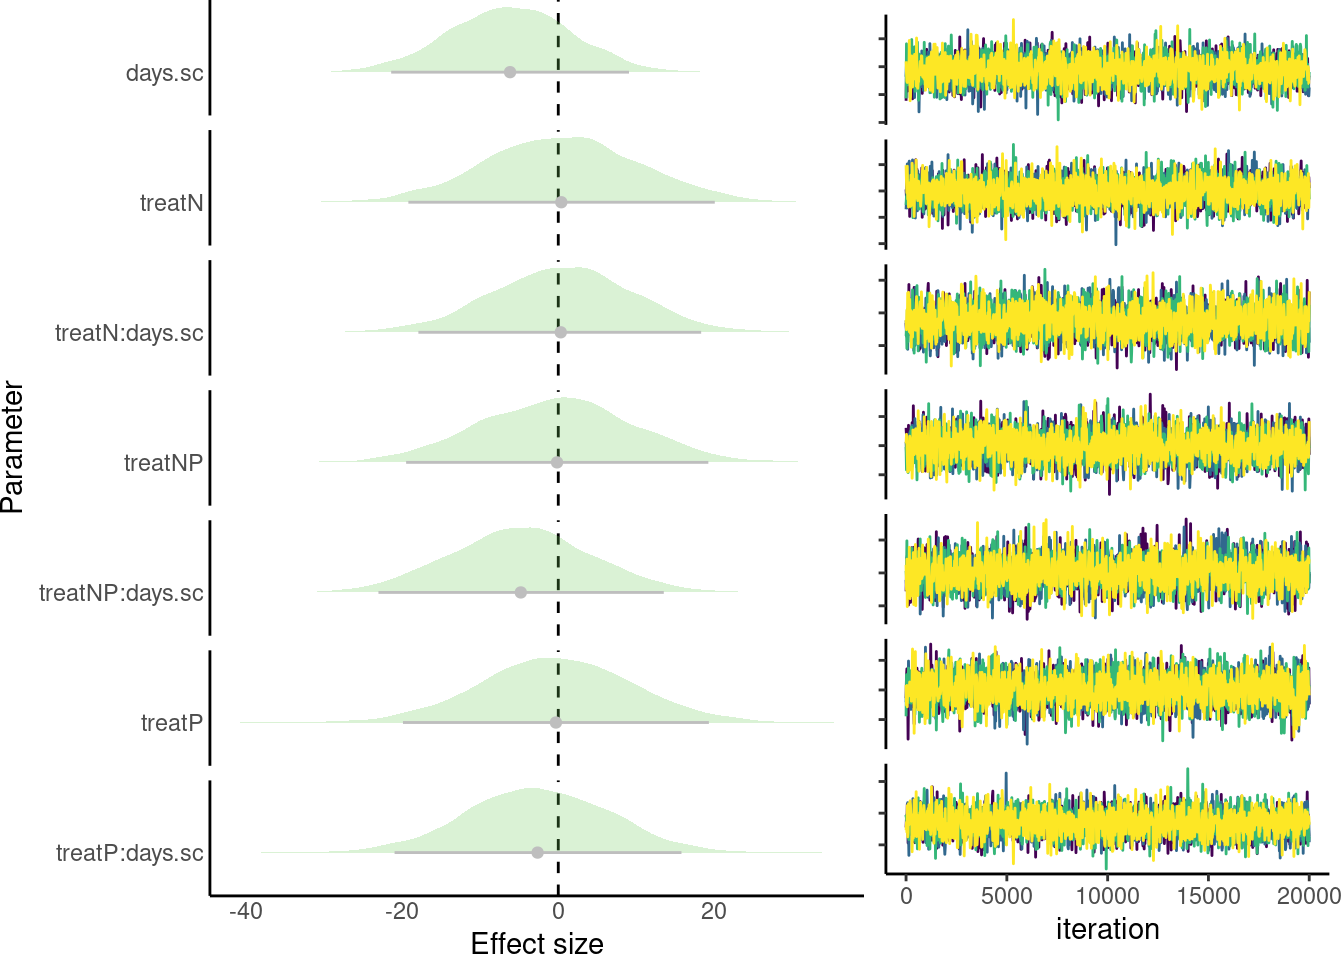 Parameter
days.sc
treatN
treatN:days.sc
treatNP
treatNP:days.sc
treatP
treatP:days.sc
-40 -20 0 20
Effect size
0 5000 10000 15000 20000
iteration